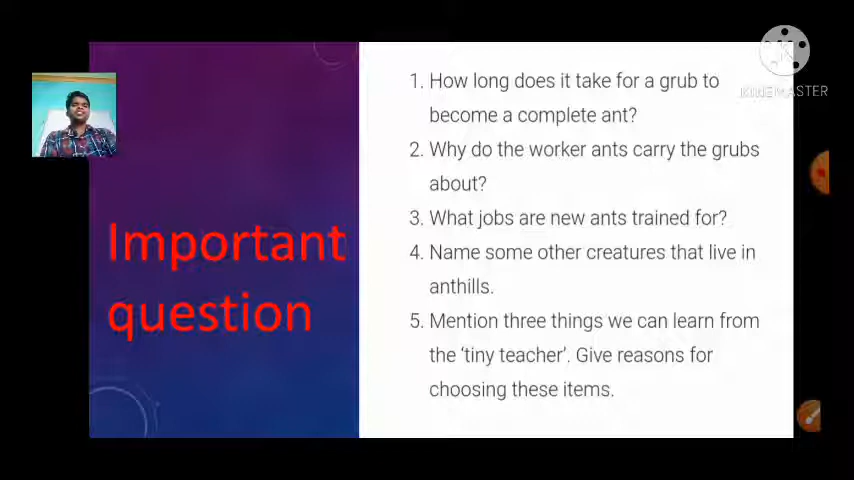 KINEMASTER
1. How long does it take for a grub to
become a complete ant?
2. Why do the worker ants carry the grubs
about?
3. What jobs are new ants trained for?
4. Name some other creatures that live in
anthills.
5. Mention three things we can learn from
the ‘tiny teacher’. Give reasons for
choosing these items.
Important
question